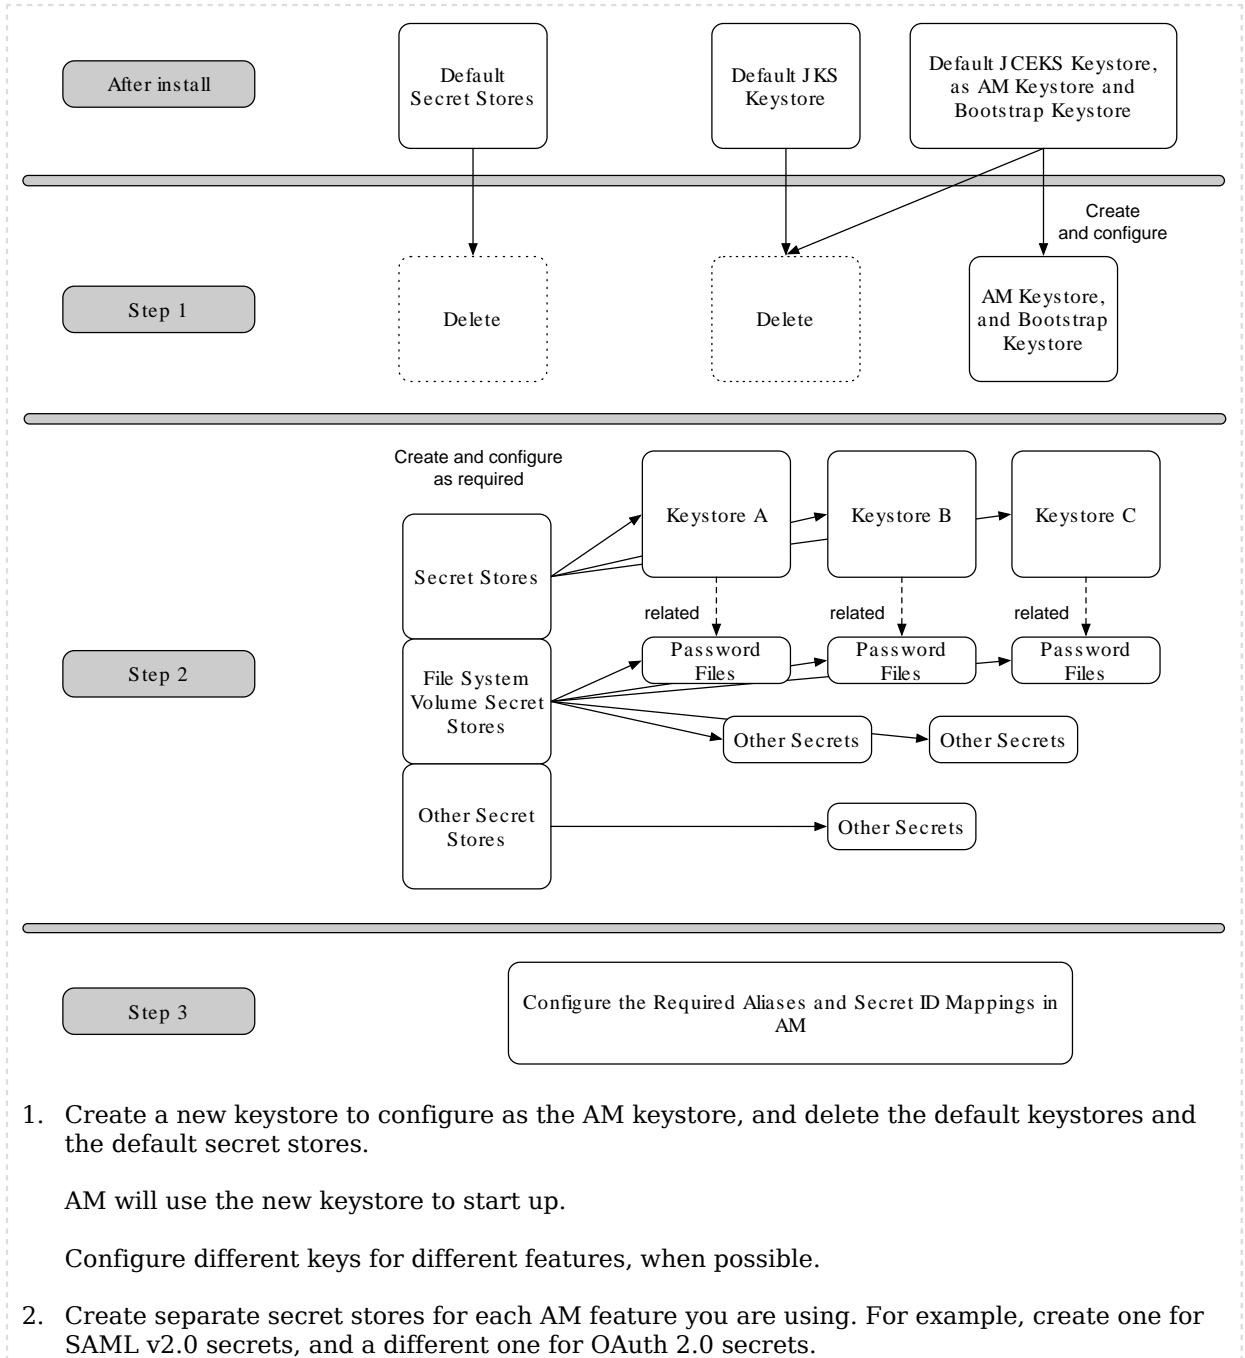 After install
Default
Secret Stores
Default JKS
Keystore
Default JCEKS Keystore,
as AM Keystore and
Bootstrap Keystore
Create
and configure
Step 1
Delete
Delete
AM Keystore,
and Bootstrap
Keystore
Create and configure
as required
Keystore A
Keystore B
Keystore C
Secret Stores
related
related
related
Step 2
File System
Volume Secret
Stores
Password
Files
Password
Files
Password
Files
Other Secrets
Other Secrets
Other Secret
Stores
Other Secrets
Step 3
Configure the Required Aliases and Secret ID Mappings in
AM
1. Create a new keystore to configure as the AM keystore, and delete the default keystores and
the default secret stores.
AM will use the new keystore to start up.
Configure different keys for different features, when possible.
2. Create separate secret stores for each AM feature you are using. For example, create one for
SAML v2.0 secrets, and a different one for OAuth 2.0 secrets.